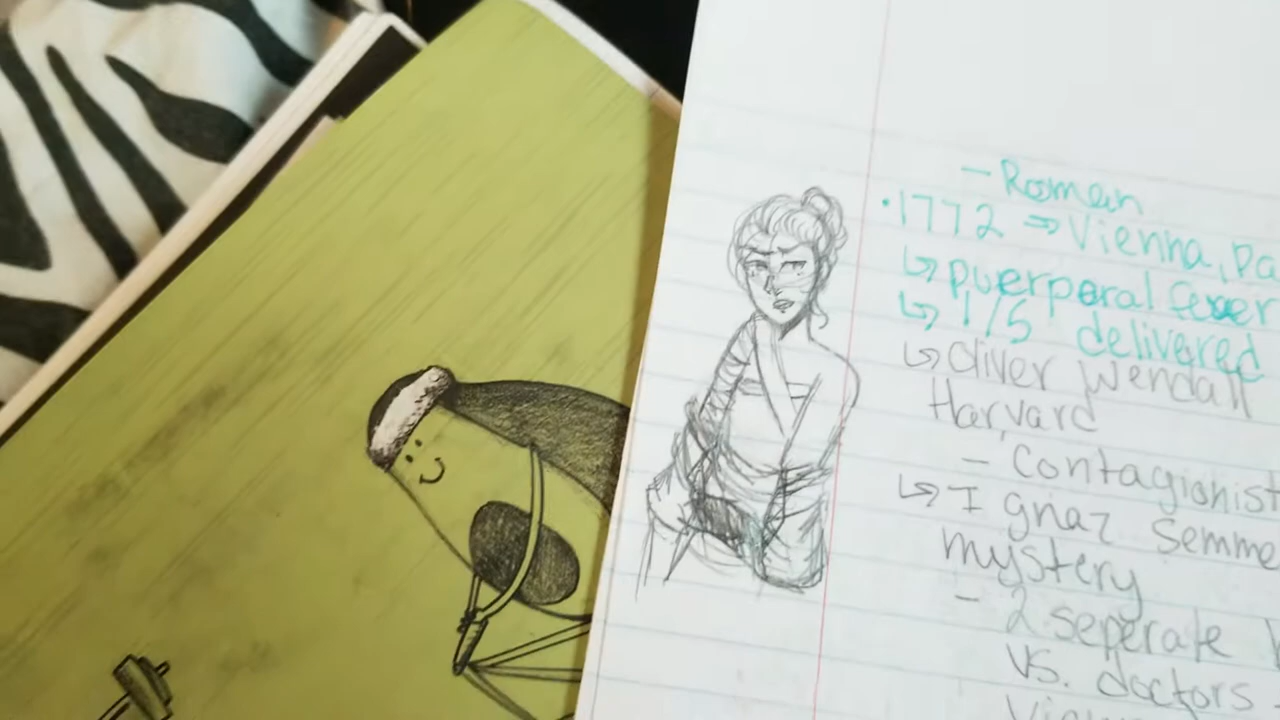 - Roman
• 1772 ⇒ Vienna, Pa
↳ puerperal fever
↳ 1/5 delivered
↳ Oliver Wendall
Harvard
- Contagionist
↳ Ignaz Semme
mystery
- 2 seperate
vs. doctors